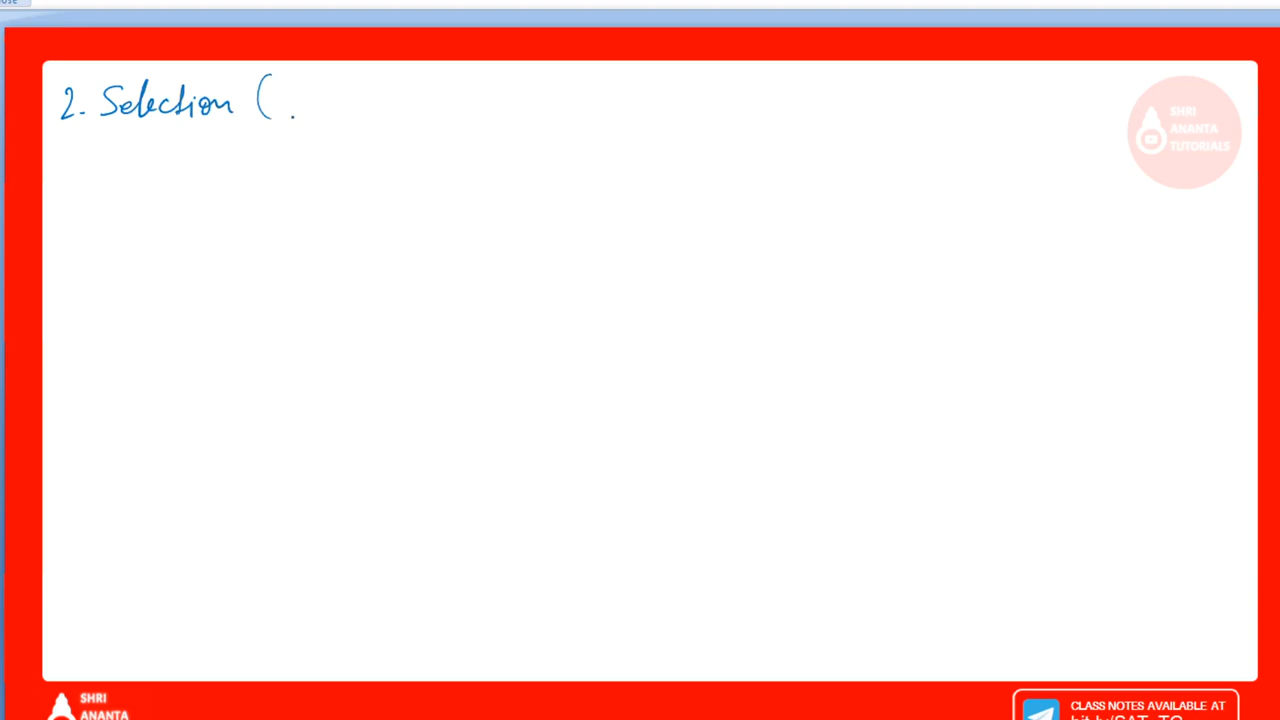 2. Selection (
SHRI
ANANTA
TUTORIALS
SHRI
ANANTA
CLASS NOTES AVAILABLE AT